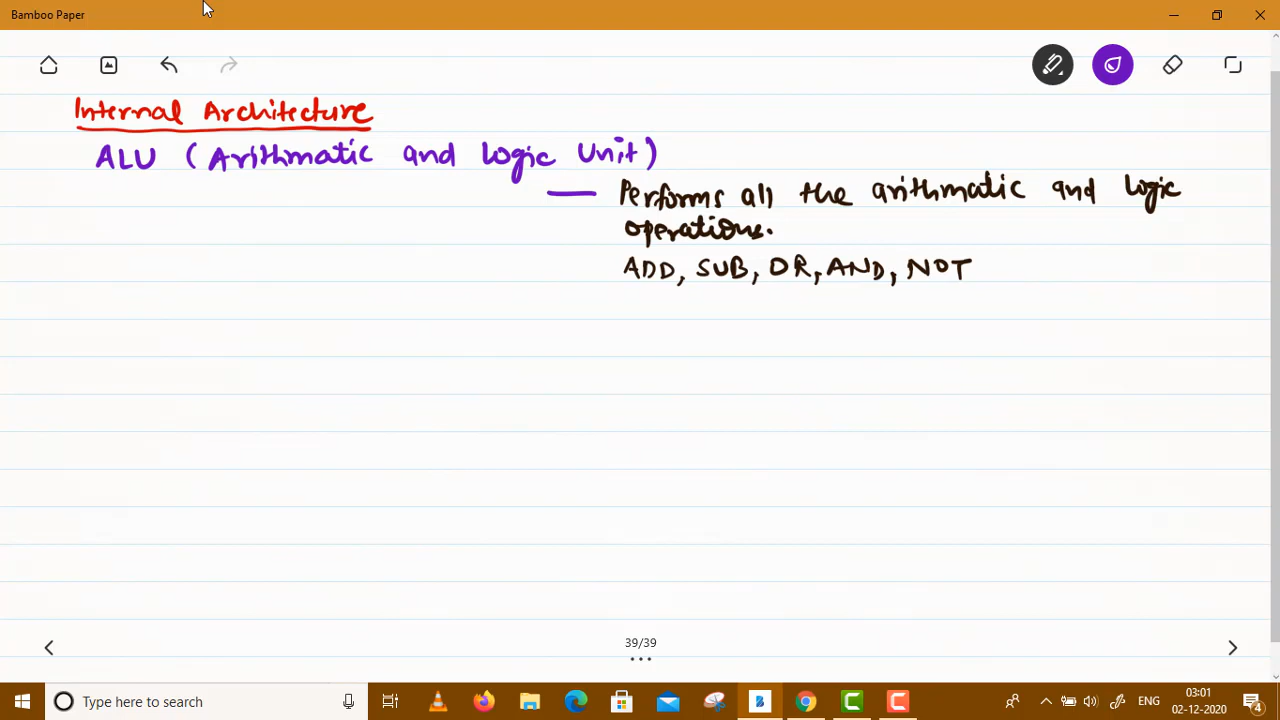 Bamboo Paper
Internal Architecture
ALU (Arithmatic and Logic Unit)
— Performs all the arithmatic and logic
operations.
ADD, SUB, OR, AND, NOT
39/39
Type here to search
ENG
03:01
02-12-2020
4